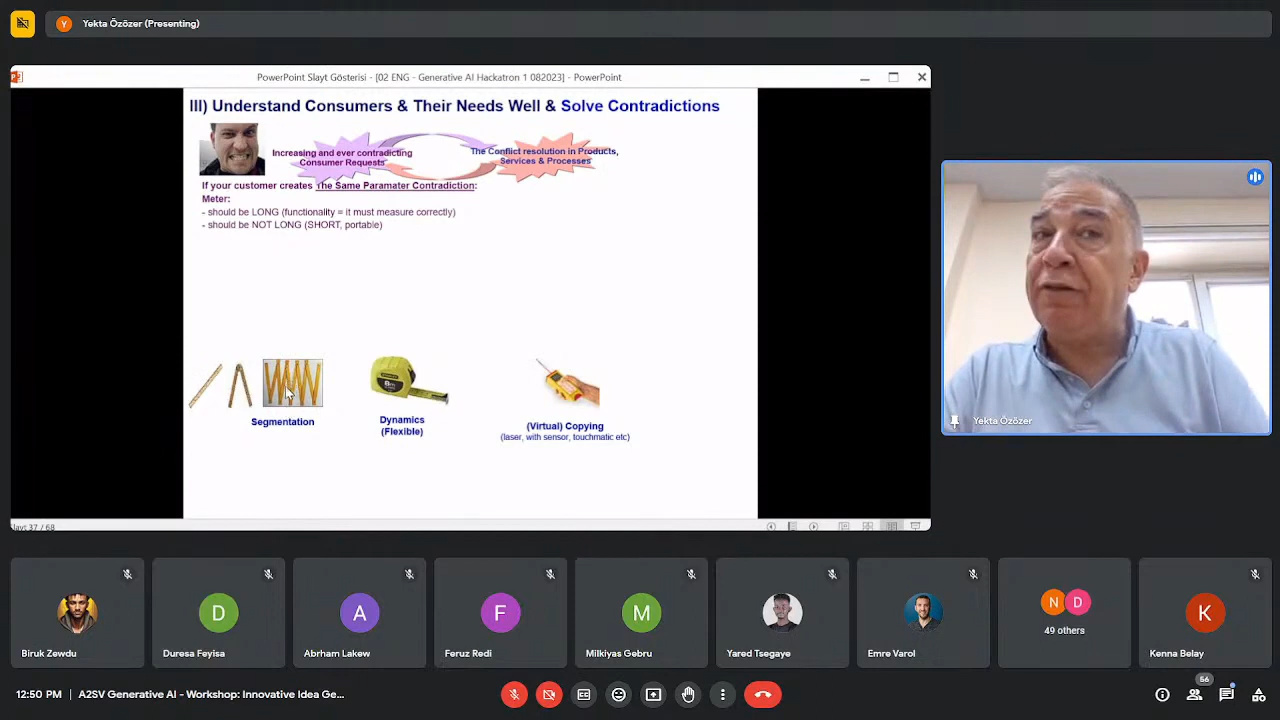 Y
Yekta Özözer (Presenting)
PowerPoint Slayt Gösterisi - [02 ENG - Generative AI Hackatron 1 082023] - PowerPoint
III) Understand Consumers & Their Needs Well & Solve Contradictions
Increasing and ever contradicting
Consumer Requests
The Conflict resolution in Products,
Services & Processes
If your customer creates The Same Paramater Contradiction:
Meter:
- should be LONG (functionality = it must measure correctly)
- should be NOT LONG (SHORT, portable)
Segmentation
Dynamics
(Flexible)
(Virtual) Copying
(laser, with sensor, touchmatic etc)
Yekta Özözer
Slayt 37 / 68
Biruk Zewdu
D
Duresa Feyisa
A
Abrham Lakew
F
Feruz Redi
M
Milkiyas Gebru
Yared Tsegaye
Emre Varol
N D
49 others
K
Kenna Belay
12:50 PM | A2SV Generative AI - Workshop: Innovative Idea Ge...
56